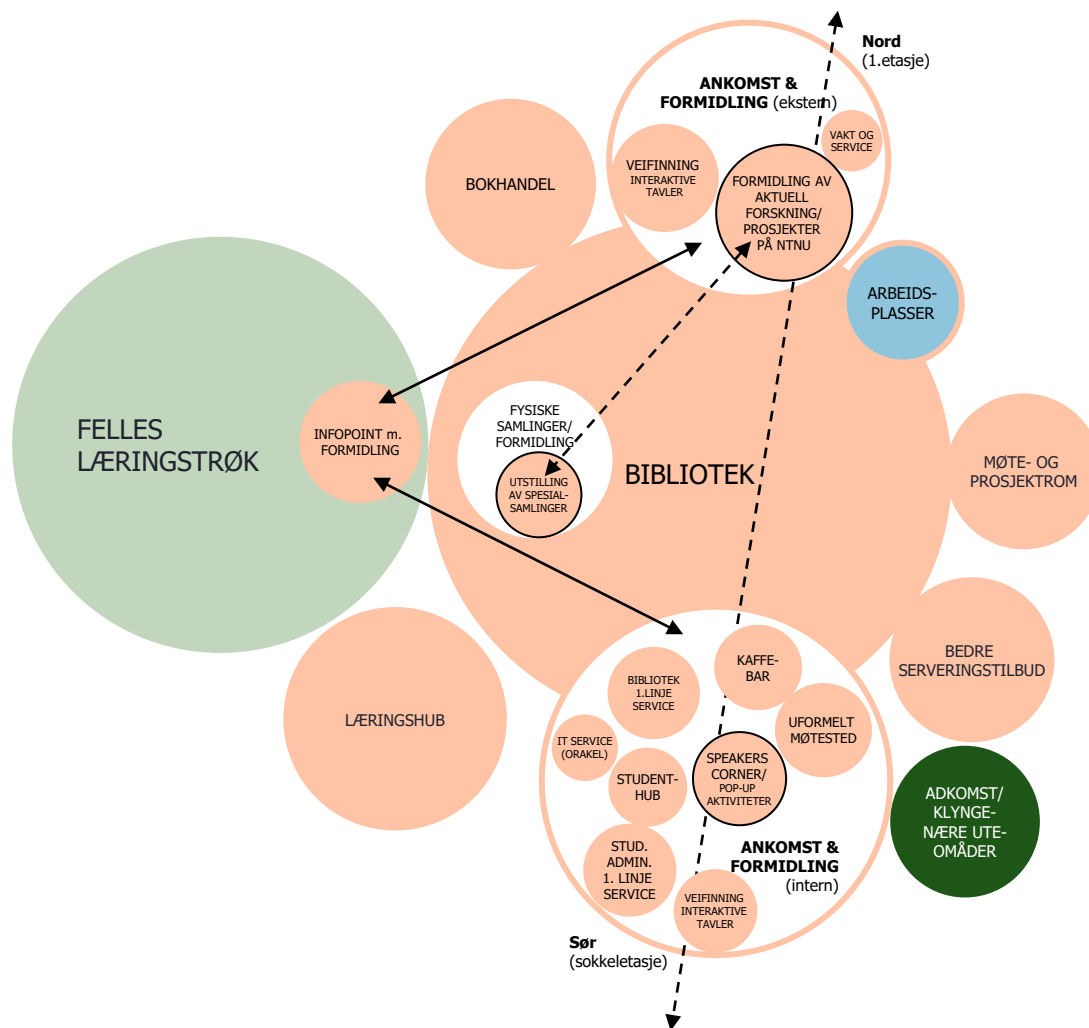 Nord
(1.etasje)
ANKOMST &
FORMIDLING (ekstern)
VAKT OG
SERVICE
VEIFINNING
INTERAKTIVE
TAVLER
BOKHANDEL
FORMIDLING AV
AKTUELL
FORSKNING/
PROSJEKTER
PÅ NTNU
ARBEIDS-
PLASSER
FELLES
LÆRINGSTRØK
INFOPOINT m.
FORMIDLING
FYSISKE
SAMLINGER/
FORMIDLING
UTSTILLING
AV SPESIAL-
SAMLINGER
BIBLIOTEK
MØTE- OG
PROSJEKTROM
BEDRE
SERVERINGSTILBUD
LÆRINGSHUB
KAFFE-
BAR
BIBLIOTEK
1.LINJE
SERVICE
UFORMELT
MØTESTED
IT SERVICE
(ORAKEL)
SPEAKERS
CORNER/
POP-UP
AKTIVITETER
STUDENT-
HUB
ADKOMST/
KLYNGE-
NÆRE UTE-
OMÅDER
STUD.
ADMIN.
1. LINJE
SERVICE
ANKOMST &
FORMIDLING
(intern)
VEIFINNING
INTERAKTIVE
TAVLER
Sør
(sokkeletasje)